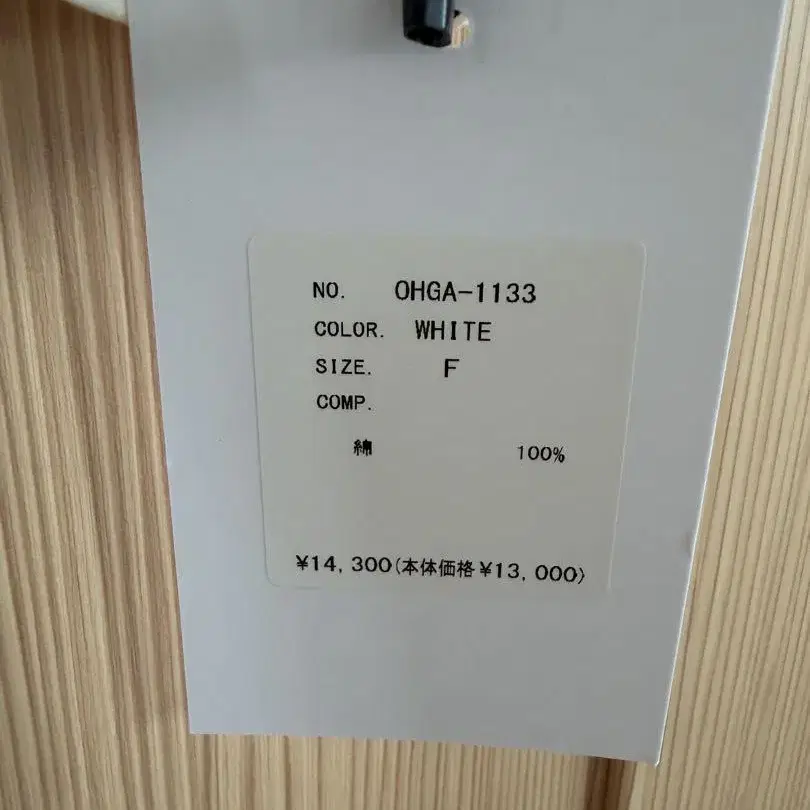 NO. OHGA-1133
COLOR. WHITE
SIZE. F
COMP.
綿 100%
¥14,300(本体価格¥13,000)